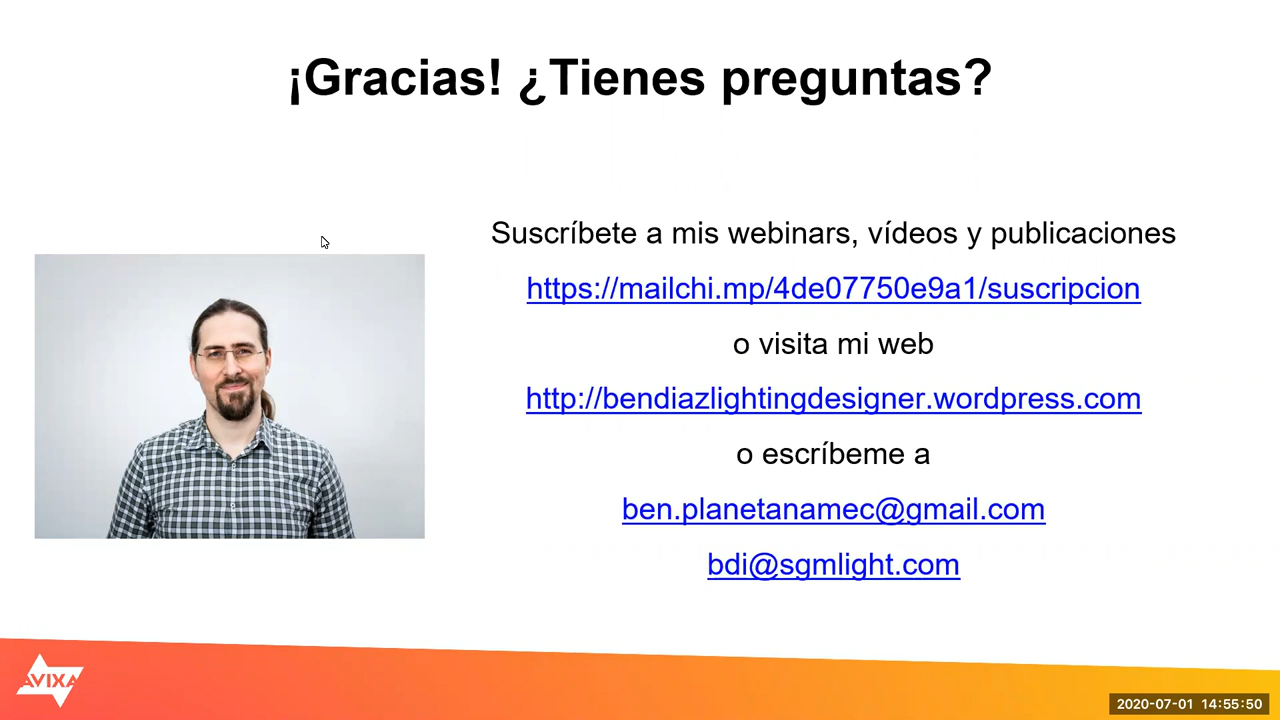 ¡Gracias! ¿Tienes preguntas?
Suscríbete a mis webinars, vídeos y publicaciones
https://mailchi.mp/4de07750e9a1/suscripcion
o visita mi web
http://bendiazlightingdesigner.wordpress.com
o escríbeme a
ben.planetanamec@gmail.com
bdi@sgmlight.com
AVIXA
2020-07-01 14:55:50